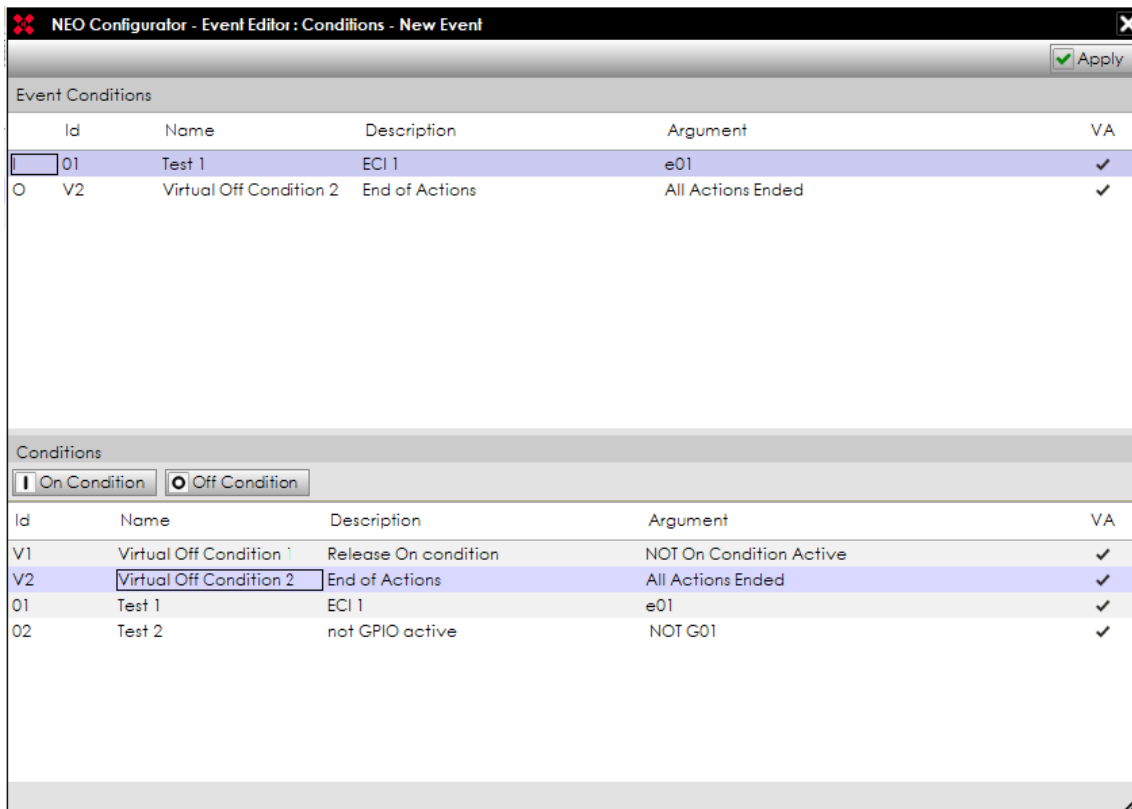 NEO Configurator - Event Editor : Conditions - New Event
Apply
Event Conditions
Id Name Description Argument VA
I 01 Test 1 ECI 1 e01
O V2 Virtual Off Condition 2 End of Actions All Actions Ended
Conditions
I On Condition O Off Condition
Id Name Description Argument VA
V1 Virtual Off Condition 1 Release On condition NOT On Condition Active
V2 Virtual Off Condition 2 End of Actions All Actions Ended
01 Test 1 ECI 1 e01
02 Test 2 not GPIO active NOT G01